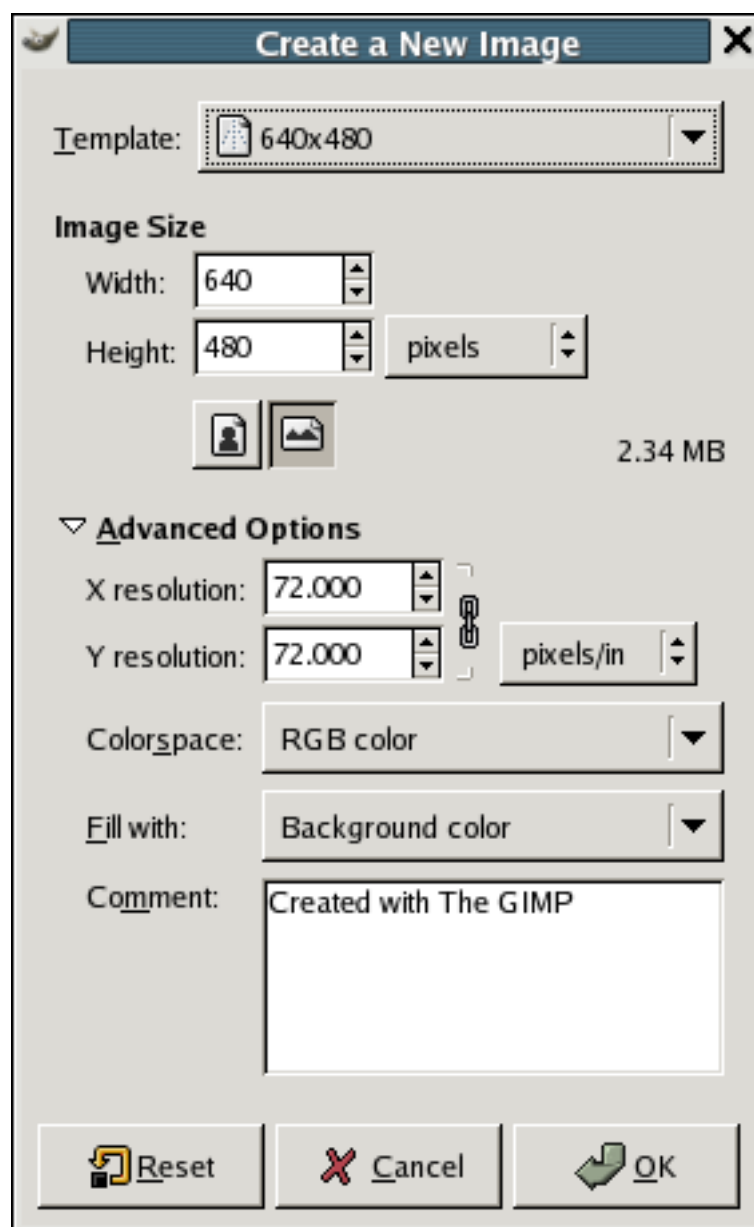 Create a New Image
Template: 640x480
Image Size
Width: 640
Height: 480 pixels
2.34 MB
Advanced Options
X resolution: 72.000
Y resolution: 72.000 pixels/in
Colorspace: RGB color
Fill with: Background color
Comment: Created with The GIMP
Reset Cancel OK